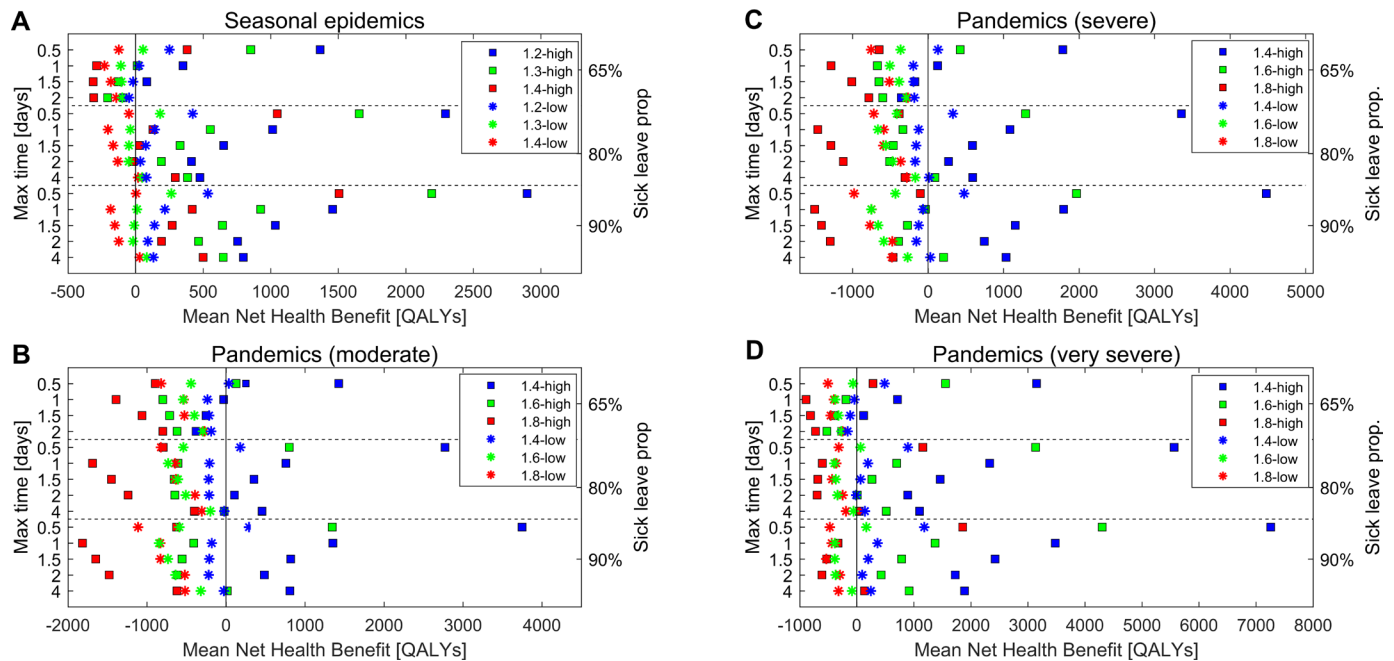 A
Seasonal epidemics
Max time [days]
0.5
1
1.5
2
0.5
1
1.5
2
4
0.5
1
1.5
2
4
65%
80%
90%
Sick leave prop.
1.2-high
1.3-high
1.4-high
1.2-low
1.3-low
1.4-low
-500 0 500 1000 1500 2000 2500 3000
Mean Net Health Benefit [QALYs]
C
Pandemics (severe)
Max time [days]
0.5
1
1.5
2
0.5
1
1.5
2
4
0.5
1
1.5
2
4
65%
80%
90%
Sick leave prop.
1.4-high
1.6-high
1.8-high
1.4-low
1.6-low
1.8-low
-1000 0 1000 2000 3000 4000 5000
Mean Net Health Benefit [QALYs]
B
Pandemics (moderate)
Max time [days]
0.5
1
1.5
2
0.5
1
1.5
2
4
0.5
1
1.5
2
4
65%
80%
90%
Sick leave prop
1.4-high
1.6-high
1.8-high
1.4-low
1.6-low
1.8-low
-2000 -1000 0 1000 2000 3000 4000
Mean Net Health Benefit [QALYs]
D
Pandemics (very severe)
Max time [days]
0.5
1
1.5
2
0.5
1
1.5
2
4
0.5
1
1.5
2
4
65%
80%
90%
Sick leave prop.
1.4-high
1.6-high
1.8-high
1.4-low
1.6-low
1.8-low
-1000 0 1000 2000 3000 4000 5000 6000 7000 8000
Mean Net Health Benefit [QALYs]